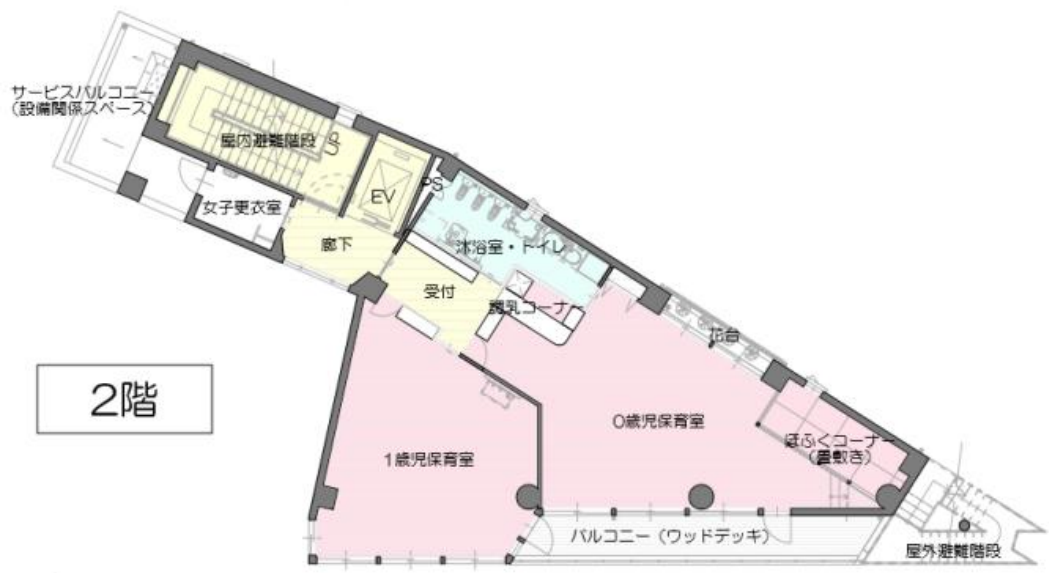 サービスバルコニー
(設備関係スペース)
屋内避難階段
UP
EV
PS
女子更衣室
廊下
沐浴室・トイレ
受付
調乳コーナー
花台
2階
0歳児保育室
ほふくコーナー
(畳敷き)
1歳児保育室
バルコニー(ウッドデッキ)
屋外避難階段